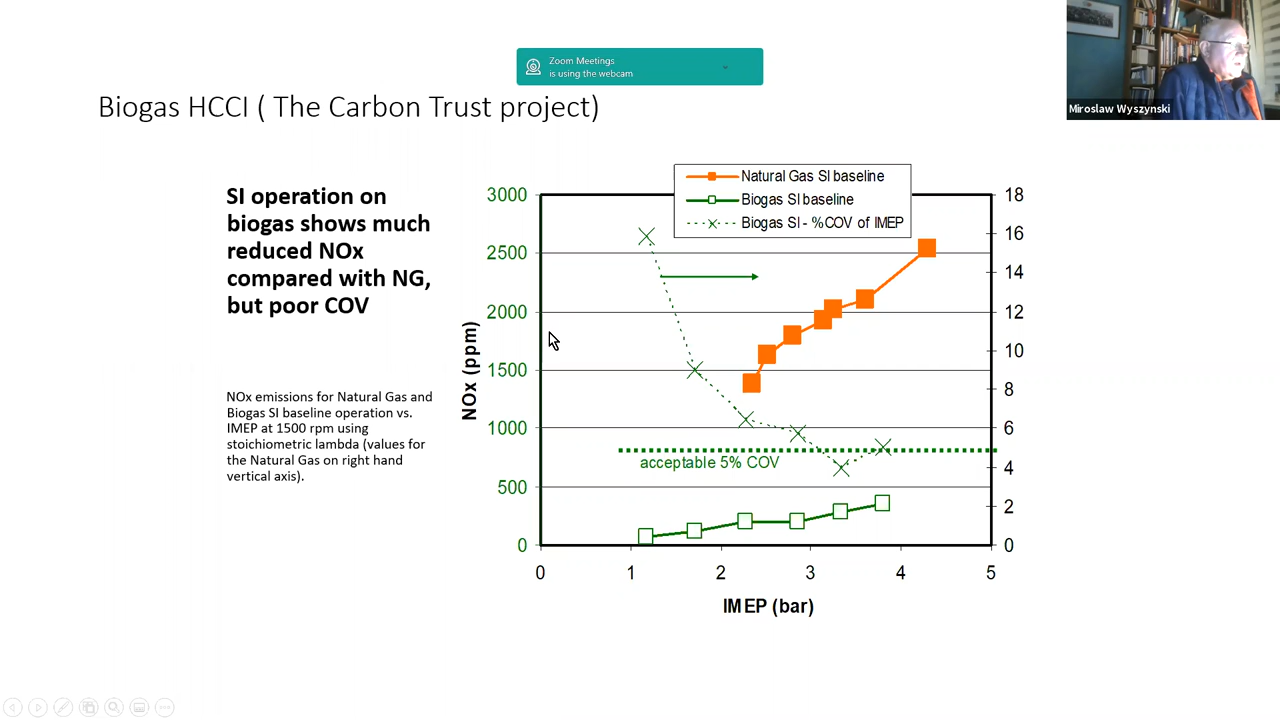 Zoom Meetings
is using the webcam
Miroslaw Wyszynski
Biogas HCCI ( The Carbon Trust project)
SI operation on
biogas shows much
reduced NOx
compared with NG,
but poor COV
NOx emissions for Natural Gas and
Biogas SI baseline operation vs.
IMEP at 1500 rpm using
stoichiometric lambda (values for
the Natural Gas on right hand
vertical axis).
Natural Gas SI baseline
Biogas SI baseline
Biogas SI - %COV of IMEP
3000
2500
2000
1500
1000
500
0
NOx (ppm)
acceptable 5% COV
18
16
14
12
10
8
6
4
2
0
0 1 2 3 4 5
IMEP (bar)